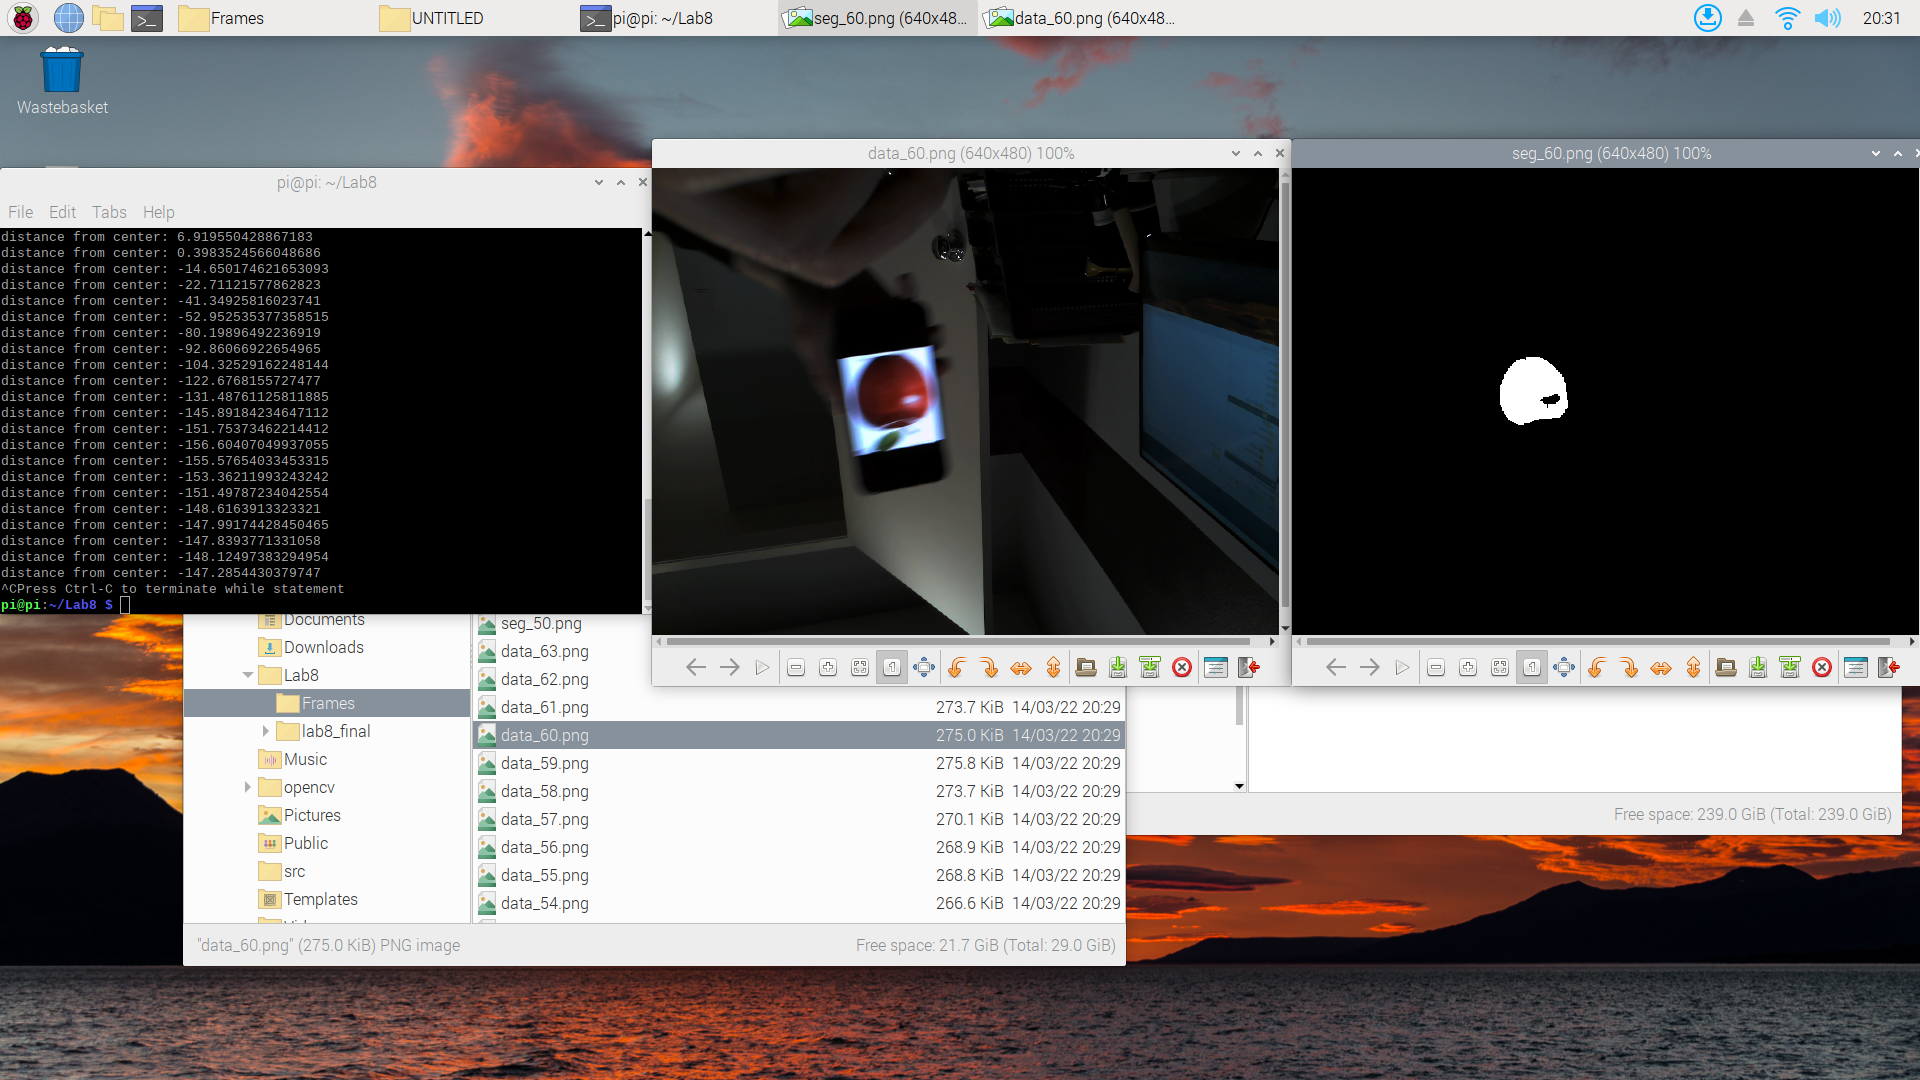 Frames
UNTITLED
pi@pi: ~/Lab8
seg_60.png (640x48...
data_60.png (640x48...
20:31
Wastebasket
pi@pi: ~/Lab8
File Edit Tabs Help
distance from center: 6.919550428867183
distance from center: 0.3983524566048686
distance from center: -14.650174621653093
distance from center: -22.71121577862823
distance from center: -41.34925816023741
distance from center: -52.952535377358515
distance from center: -80.19896492236919
distance from center: -92.86066922654965
distance from center: -104.32529162248144
distance from center: -122.6768155727477
distance from center: -131.48761125811885
distance from center: -145.89184234647112
distance from center: -151.75373462214412
distance from center: -156.60407049937055
distance from center: -155.57654033453315
distance from center: -153.36211993243242
distance from center: -151.49787234042554
distance from center: -148.6163913323321
distance from center: -147.99174428450465
distance from center: -147.8393771331058
distance from center: -148.12497383294954
distance from center: -147.2854430379747
^CPress Ctrl-C to terminate while statement
pi@pi:~/Lab8 $
data_60.png (640x480) 100%
seg_60.png (640x480) 100%
Documents
Downloads
Lab8
Frames
lab8_final
Music
opencv
Pictures
Public
src
Templates
seg_50.png
data_63.png
data_62.png
data_61.png 273.7 KiB 14/03/22 20:29
data_60.png 275.0 KiB 14/03/22 20:29
data_59.png 275.8 KiB 14/03/22 20:29
data_58.png 273.7 KiB 14/03/22 20:29
data_57.png 270.1 KiB 14/03/22 20:29
data_56.png 268.9 KiB 14/03/22 20:29
data_55.png 268.8 KiB 14/03/22 20:29
data_54.png 266.6 KiB 14/03/22 20:29
"data_60.png" (275.0 KiB) PNG image
Free space: 21.7 GiB (Total: 29.0 GiB)
Free space: 239.0 GiB (Total: 239.0 GiB)